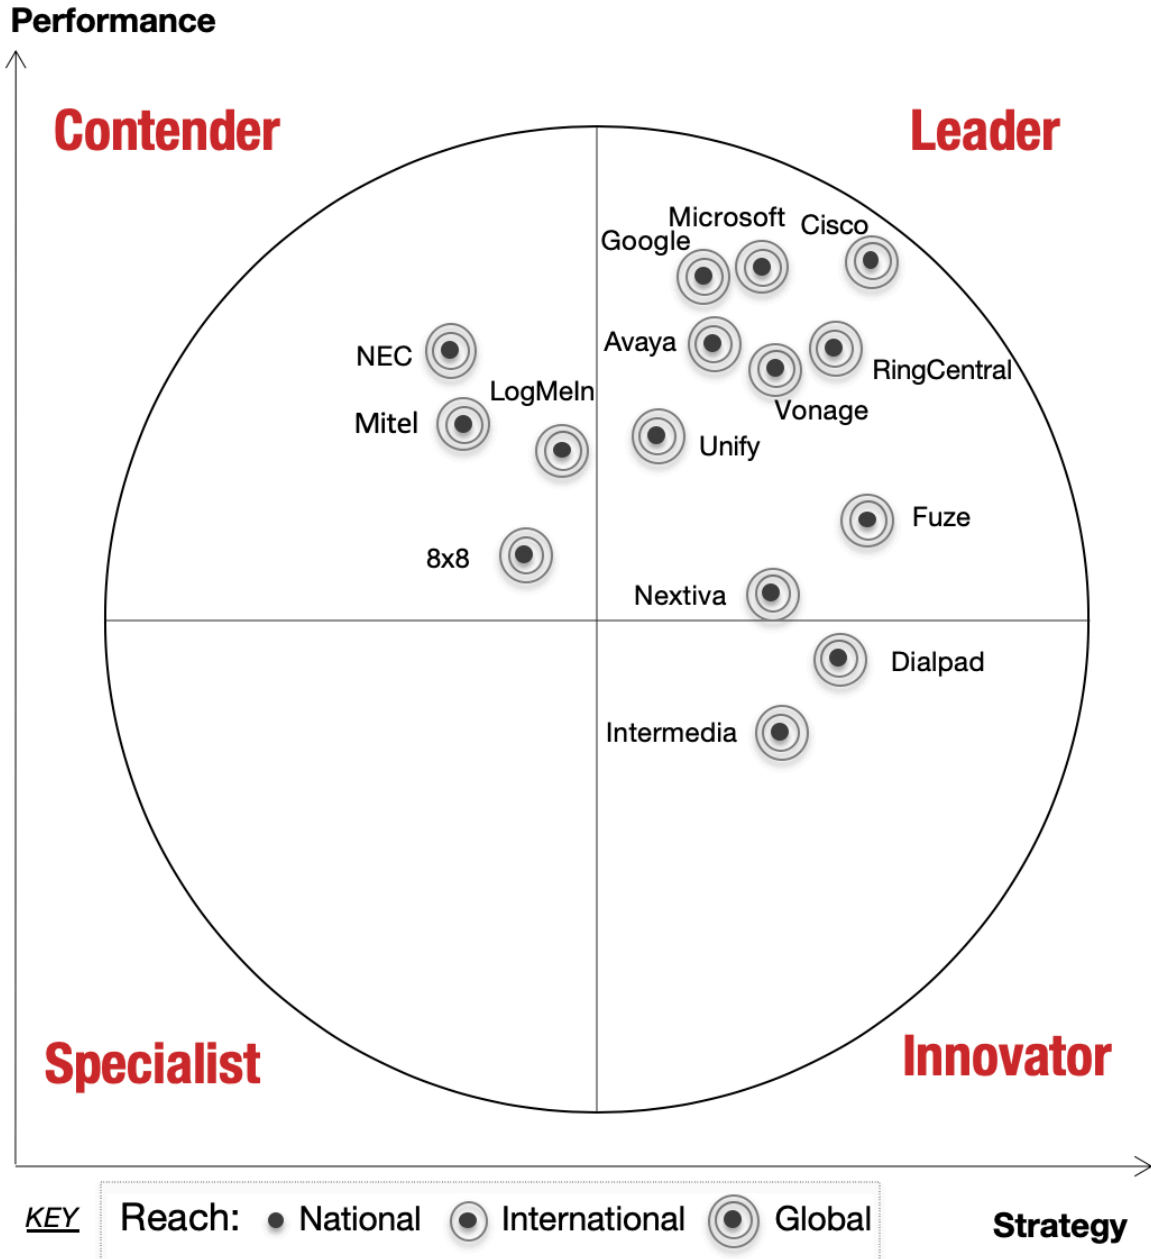 Performance
Contender
Leader
Microsoft
Cisco
Google
NEC
Avaya
RingCentral
LogMeIn
Vonage
Mitel
Unify
Fuze
8x8
Nextiva
Dialpad
Intermedia
Specialist
Innovator
KEY Reach: National International Global
Strategy